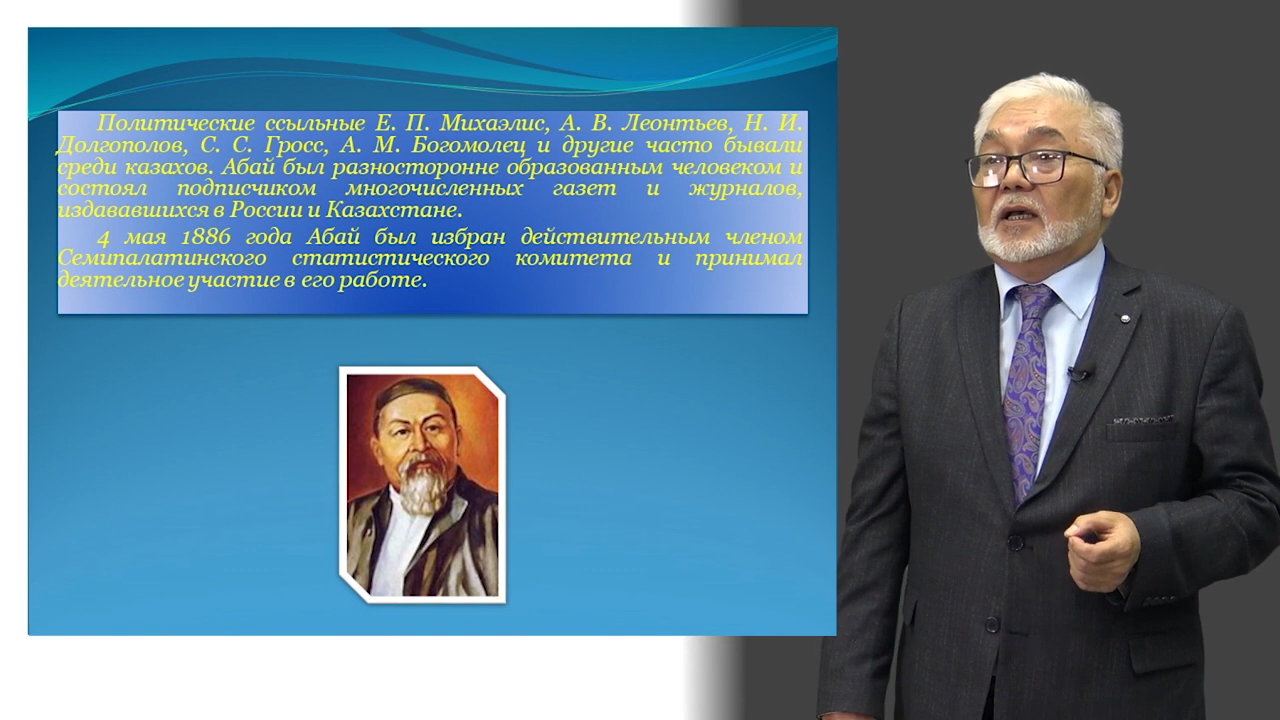 Политические ссыльные Е. П. Михаэлис, А. В. Леонтьев, Н. И.
Долгополов, С. С. Гросс, А. М. Богомолец и другие часто бывали
среди казахов. Абай был разносторонне образованным человеком и
состоял подписчиком многочисленных газет и журналов,
издававшихся в России и Казахстане.
4 мая 1886 года Абай был избран действительным членом
Семипалатинского статистического комитета и принимал
деятельное участие в его работе.